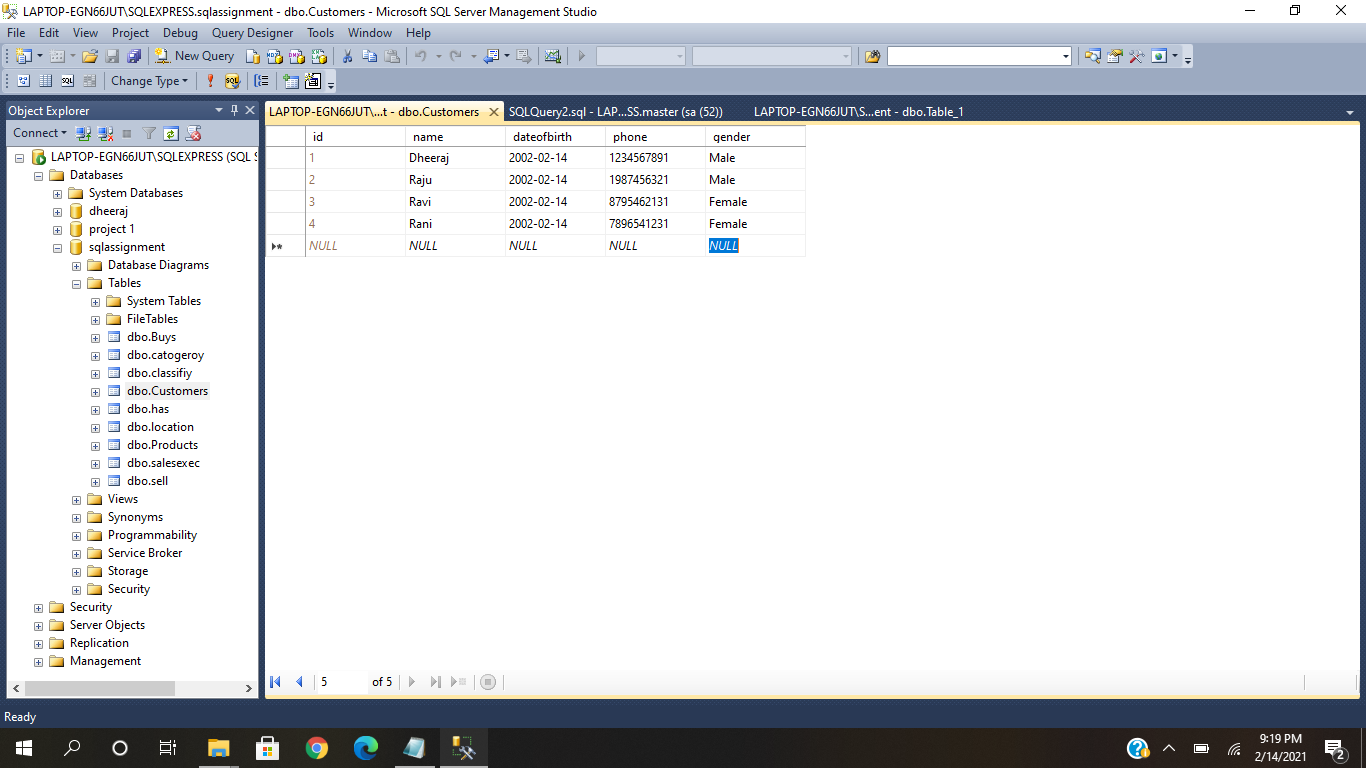 LAPTOP-EGN66JUT\SQLEXPRESS.sqlassignment - dbo.Customers - Microsoft SQL Server Management Studio
File Edit View Project Debug Query Designer Tools Window Help
New Query
Change Type
Object Explorer
LAPTOP-EGN66JUT\...t - dbo.Customers SQLQuery2.sql - LAP...SS.master (sa (52)) LAPTOP-EGN66JUT\S...ent - dbo.Table_1
Connect
LAPTOP-EGN66JUT\SQLEXPRESS (SQL S
Databases
System Databases
dheeraj
project 1
sqlassignment
Database Diagrams
Tables
System Tables
FileTables
dbo.Buys
dbo.catogeroy
dbo.classifiy
dbo.Customers
dbo.has
dbo.location
dbo.Products
dbo.salesexec
dbo.sell
Views
Synonyms
Programmability
Service Broker
Storage
Security
Security
Server Objects
Replication
Management
id name dateofbirth phone gender
1 Dheeraj 2002-02-14 1234567891 Male
2 Raju 2002-02-14 1987456321 Male
3 Ravi 2002-02-14 8795462131 Female
4 Rani 2002-02-14 7896541231 Female
NULL NULL NULL NULL NULL
5 of 5
Ready
9:19 PM
2/14/2021
2